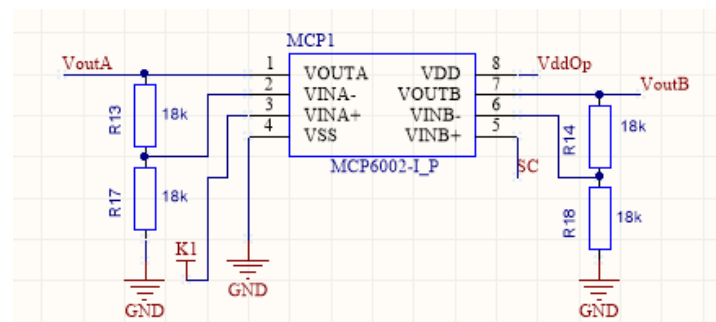 MCP1
VoutA
1 VOUTA VDD 8 VddOp
2 VINA- VOUTB 7 VoutB
3 VINA+ VINB- 6
4 VSS VINB+ 5
MCP6002-I_P
SC
R13 18k
R17 18k
R14 18k
R18 18k
K1
GND
GND
GND